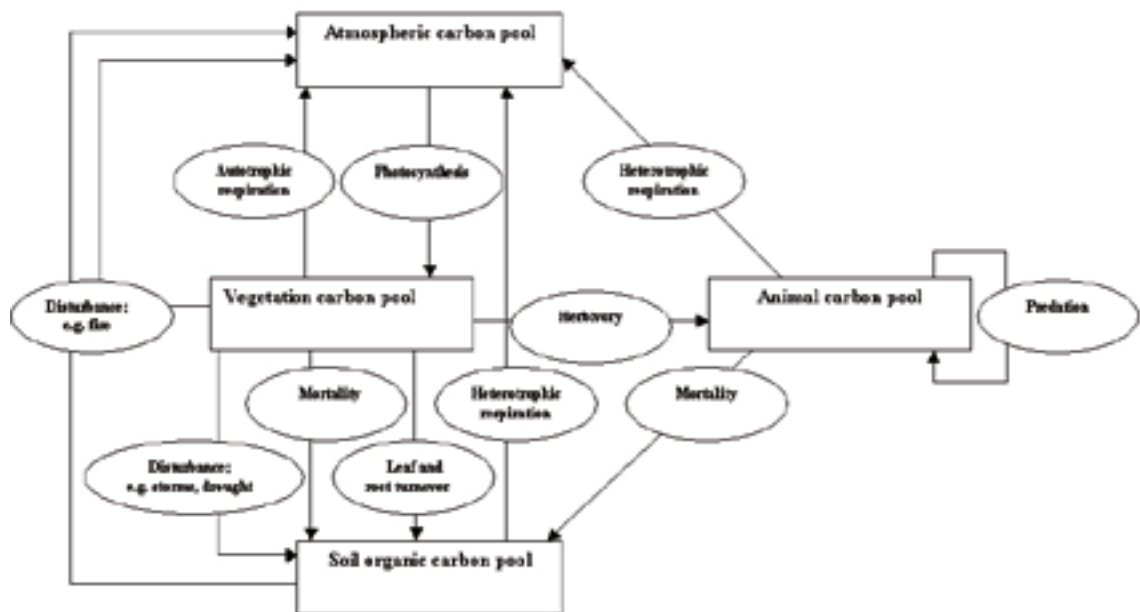 Atmospheric carbon pool
Autotrophic
respiration
Photosynthesis
Heterotrophic
respiration
Vegetation carbon pool
Animal carbon pool
Disturbance:
e.g. fire
Herbivory
Predation
Mortality
Heterotrophic
respiration
Mortality
Disturbance:
e.g. storms, drought
Leaf and
root turnover
Soil organic carbon pool